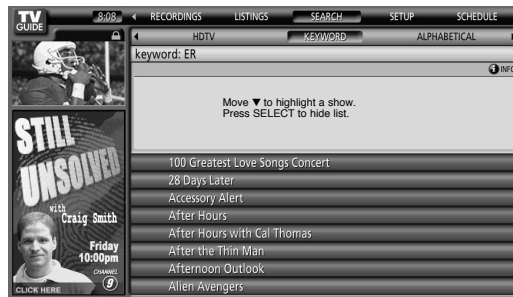 TV
GUIDE
8:08
RECORDINGS LISTINGS SEARCH SETUP SCHEDULE
HDTV KEYWORD ALPHABETICAL
keyword: ER
i INFO
Move ▼ to highlight a show.
Press SELECT to hide list.
STILL
UNSOLVED
with
Craig Smith
Friday
10:00pm
CHANNEL
9
CLICK HERE
100 Greatest Love Songs Concert
28 Days Later
Accessory Alert
After Hours
After Hours with Cal Thomas
After the Thin Man
Afternoon Outlook
Alien Avengers